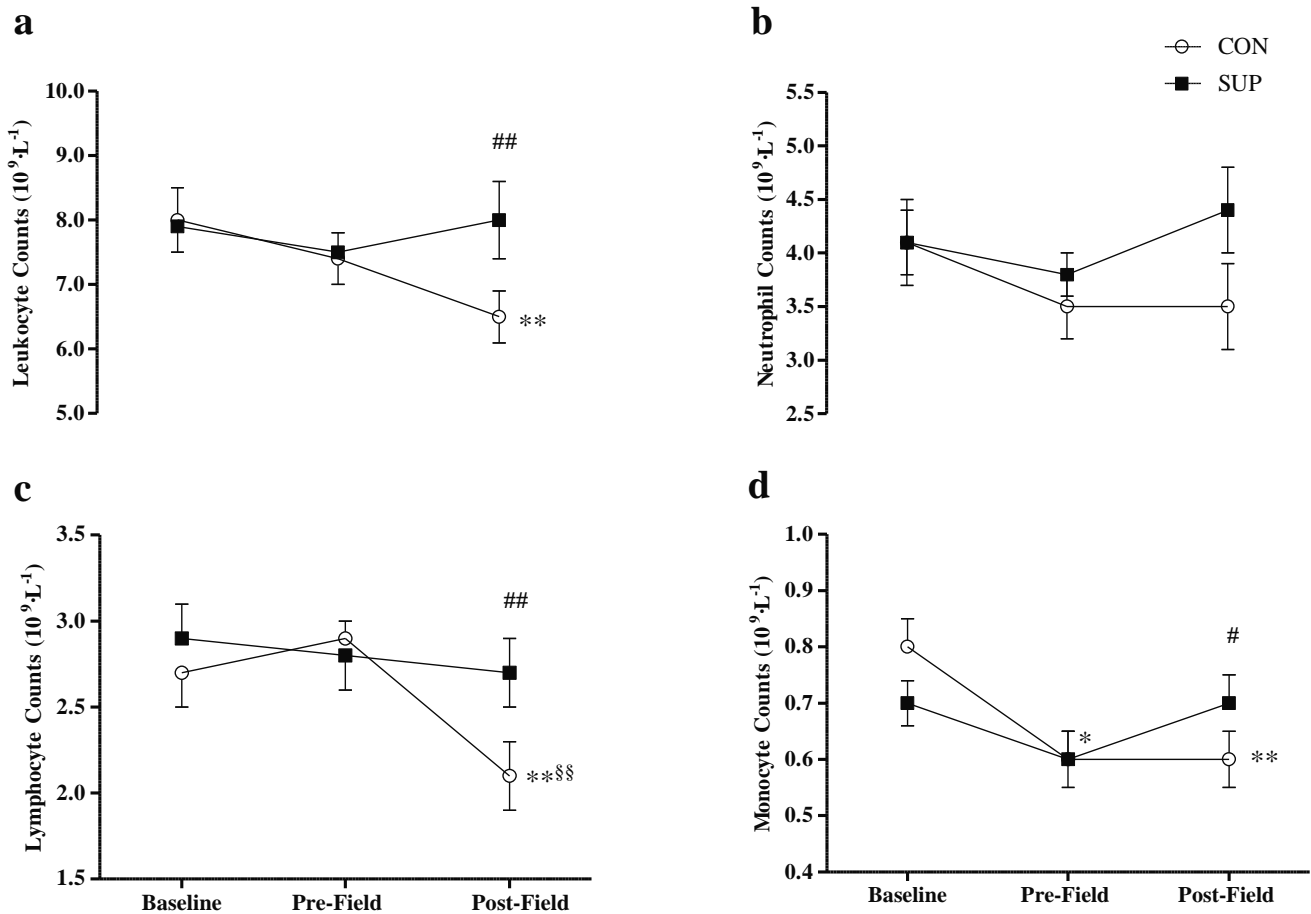 a
Leukocyte Counts (10⁹·L⁻¹)
10.0
9.0
8.0
7.0
6.0
5.0
##
**
b
CON
SUP
Neutrophil Counts (10⁹·L⁻¹)
5.5
5.0
4.5
4.0
3.5
3.0
2.5
c
Lymphocyte Counts (10⁹·L⁻¹)
3.5
3.0
2.5
2.0
1.5
##
**§§
Baseline Pre-Field Post-Field
d
Monocyte Counts (10⁹·L⁻¹)
1.0
0.9
0.8
0.7
0.6
0.5
0.4
#
*
**
Baseline Pre-Field Post-Field